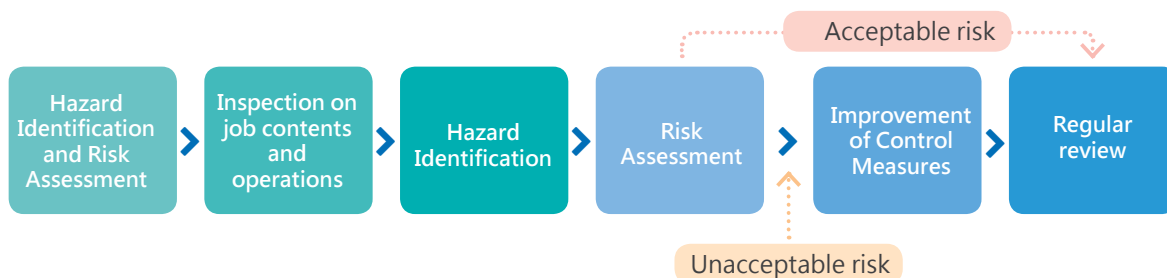 Acceptable risk
Hazard
Identification
and Risk
Assessment
Inspection on
job contents
and
operations
Hazard
Identification
Risk
Assessment
Improvement
of Control
Measures
Regular
review
Unacceptable risk